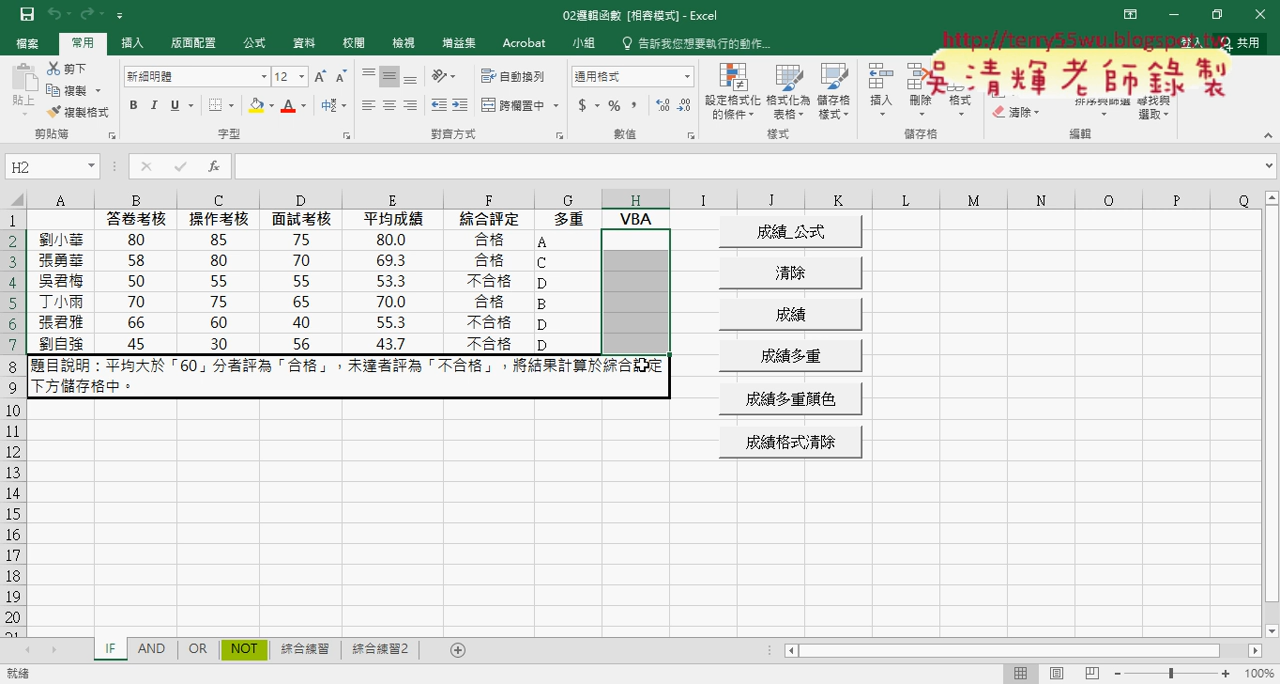 02邏輯函數 [相容模式] - Excel
檔案 常用 插入 版面配置 公式 資料 校閱 檢視 增益集 Acrobat 小組 告訴我您想要執行的動作... 登入 共用
http://terry55wu.blogspot.tw
吳清輝老師錄製
貼上 剪下 複製 複製格式 新細明體 12 B I U 自動換列 跨欄置中 通用格式 $ % , 設定格式化的條件 格式化為表格 儲存格樣式 插入 刪除 格式 清除 排序與篩選 尋找與選取
剪貼簿 字型 對齊方式 數值 樣式 儲存格 編輯
H2 fx
A B C D E F G H I J K L M N O P Q
1 答卷考核 操作考核 面試考核 平均成績 綜合評定 多重 VBA
2 劉小華 80 85 75 80.0 合格 A
3 張勇華 58 80 70 69.3 合格 C
4 吳君梅 50 55 55 53.3 不合格 D
5 丁小雨 70 75 65 70.0 合格 B
6 張君雅 66 60 40 55.3 不合格 D
7 劉自強 45 30 56 43.7 不合格 D
8 題目說明：平均大於「60」分者評為「合格」，未達者評為「不合格」，將結果計算於綜合評定
9 下方儲存格中。
10
11
12
13
14
15
16
17
18
19
20
21
成績_公式
清除
成績
成績多重
成績多重顏色
成績格式清除
IF AND OR NOT 綜合練習 綜合練習2
就緒 100%